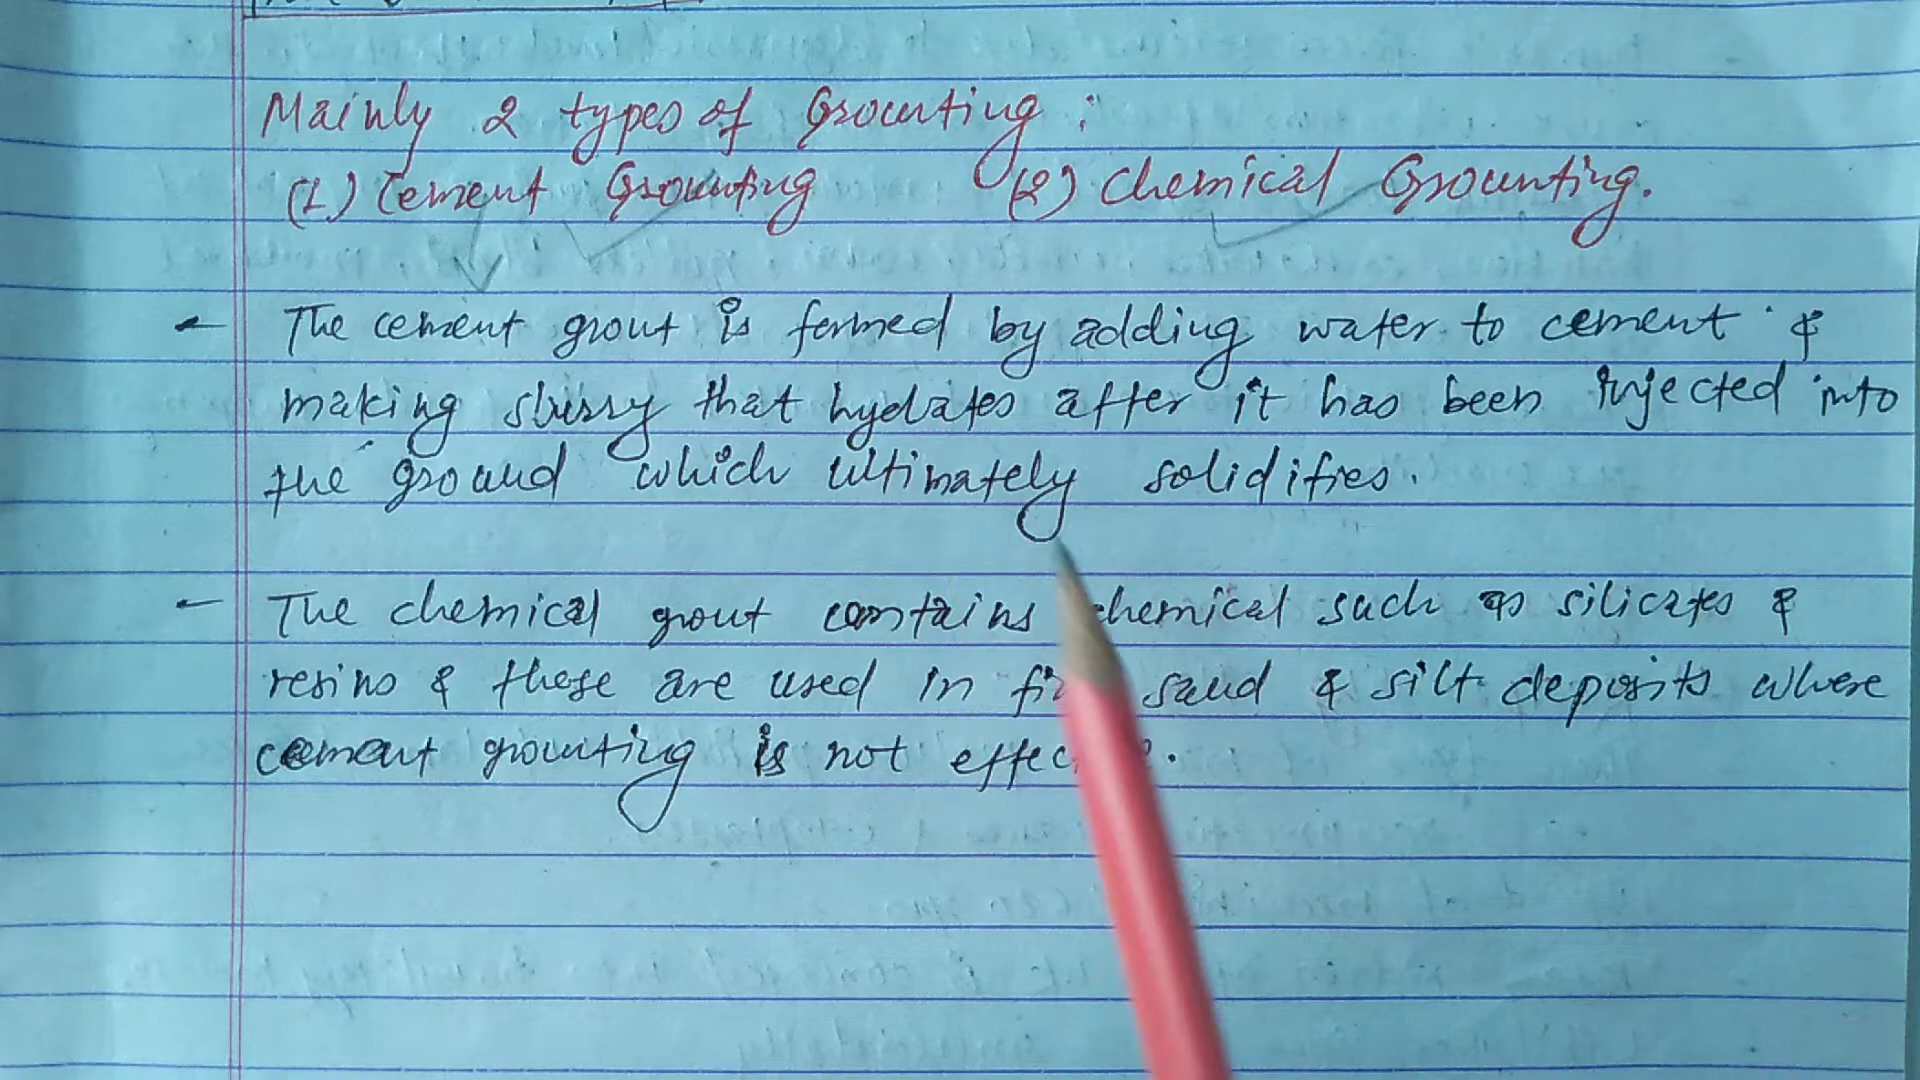 Mainly 2 types of Grouting :
(1) Cement Grouting (2) Chemical Grouting.
- The cement grout is formed by adding water to cement &
making slurry that hydrates after it has been injected into
the ground which ultimately solidifies.
- The chemical grout contains chemical such as silicates &
resins & these are used in fi sand & silt deposits where
cement grouting is not effec .